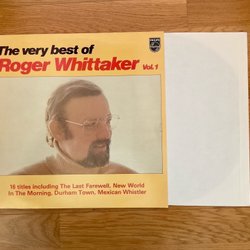 The very best of
Roger Whittaker Vol.1
PHILIPS
16 titles including The Last Farewell, New World
In The Morning, Durham Town, Mexican Whistler